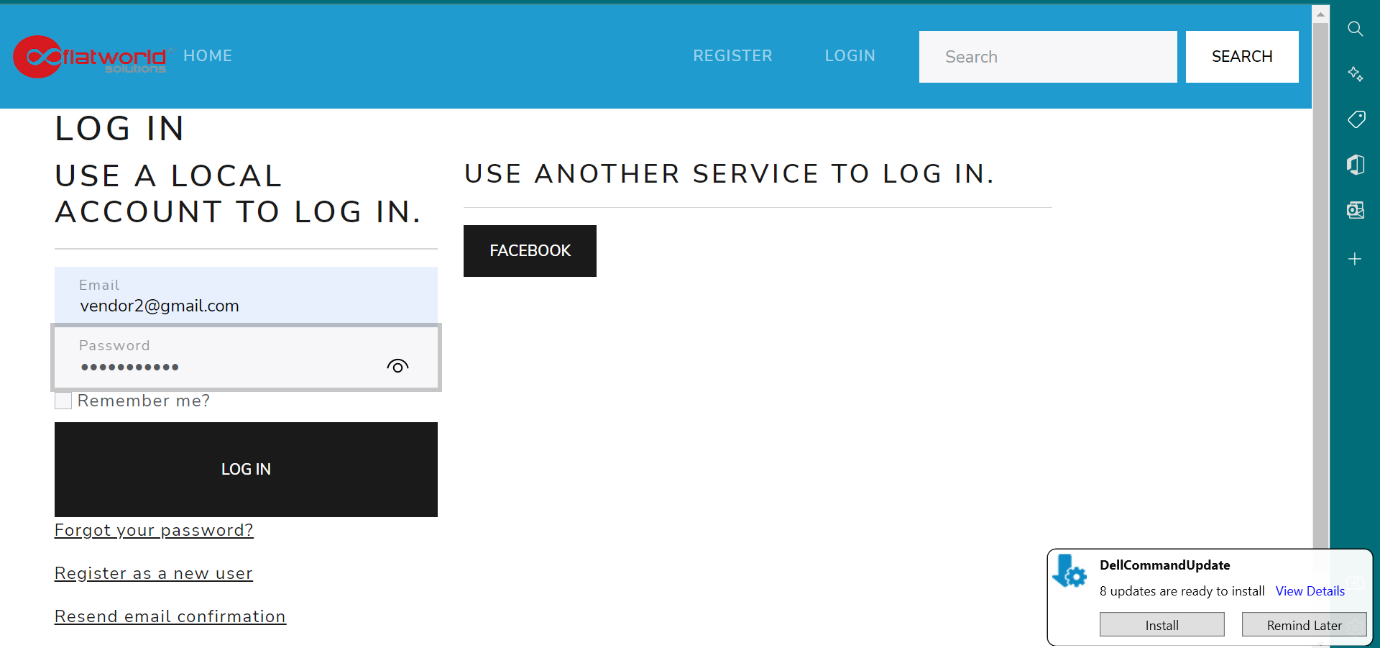 flatworld
solutions
HOME
REGISTER
LOGIN
Search
SEARCH
LOG IN
USE A LOCAL
ACCOUNT TO LOG IN.
Email
vendor2@gmail.com
Password
•••••••••••
Remember me?
LOG IN
Forgot your password?
Register as a new user
Resend email confirmation
USE ANOTHER SERVICE TO LOG IN.
FACEBOOK
DellCommandUpdate
8 updates are ready to install View Details
Install
Remind Later